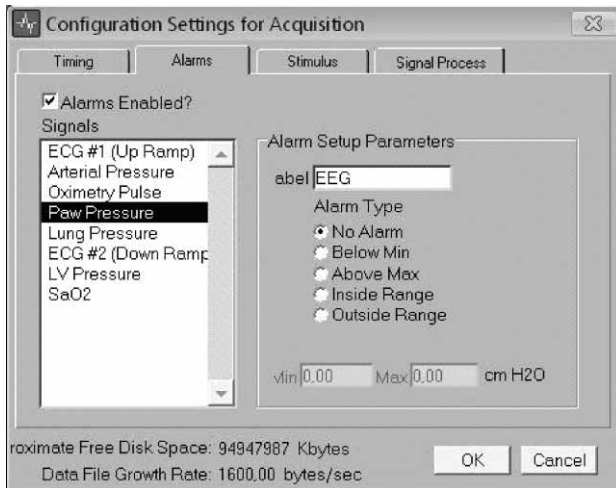 Configuration Settings for Acquisition
Timing Alarms Stimulus Signal Process
Alarms Enabled?
Signals
ECG #1 (Up Ramp)
Arterial Pressure
Oximetry Pulse
Paw Pressure
Lung Pressure
ECG #2 (Down Ramp
LV Pressure
SaO2
Alarm Setup Parameters
abel EEG
Alarm Type
No Alarm
Below Min
Above Max
Inside Range
Outside Range
Min 0,00 Max 0,00 cm H2O
roximate Free Disk Space: 94947987 Kbytes
Data File Growth Rate: 1600,00 bytes/sec
OK Cancel